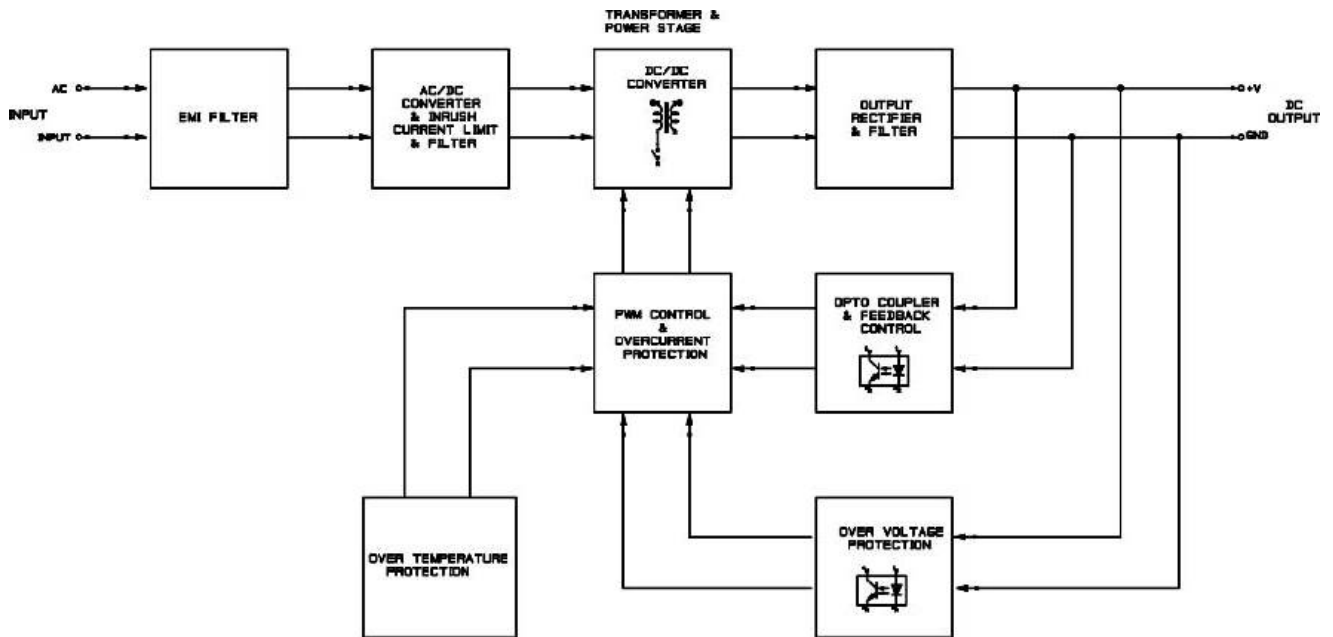 TRANSFORMER &
POWER STAGE
AC
INPUT
INPUT
EMI FILTER
AC/DC
CONVERTER
& INRUSH
CURRENT LIMIT
& FILTER
DC/DC
CONVERTER
OUTPUT
RECTIFIER
& FILTER
+V
DC
OUTPUT
GND
PWM CONTROL
&
OVERCURRENT
PROTECTION
OPTO COUPLER
& FEEDBACK
CONTROL
OVER TEMPERATURE
PROTECTION
OVER VOLTAGE
PROTECTION